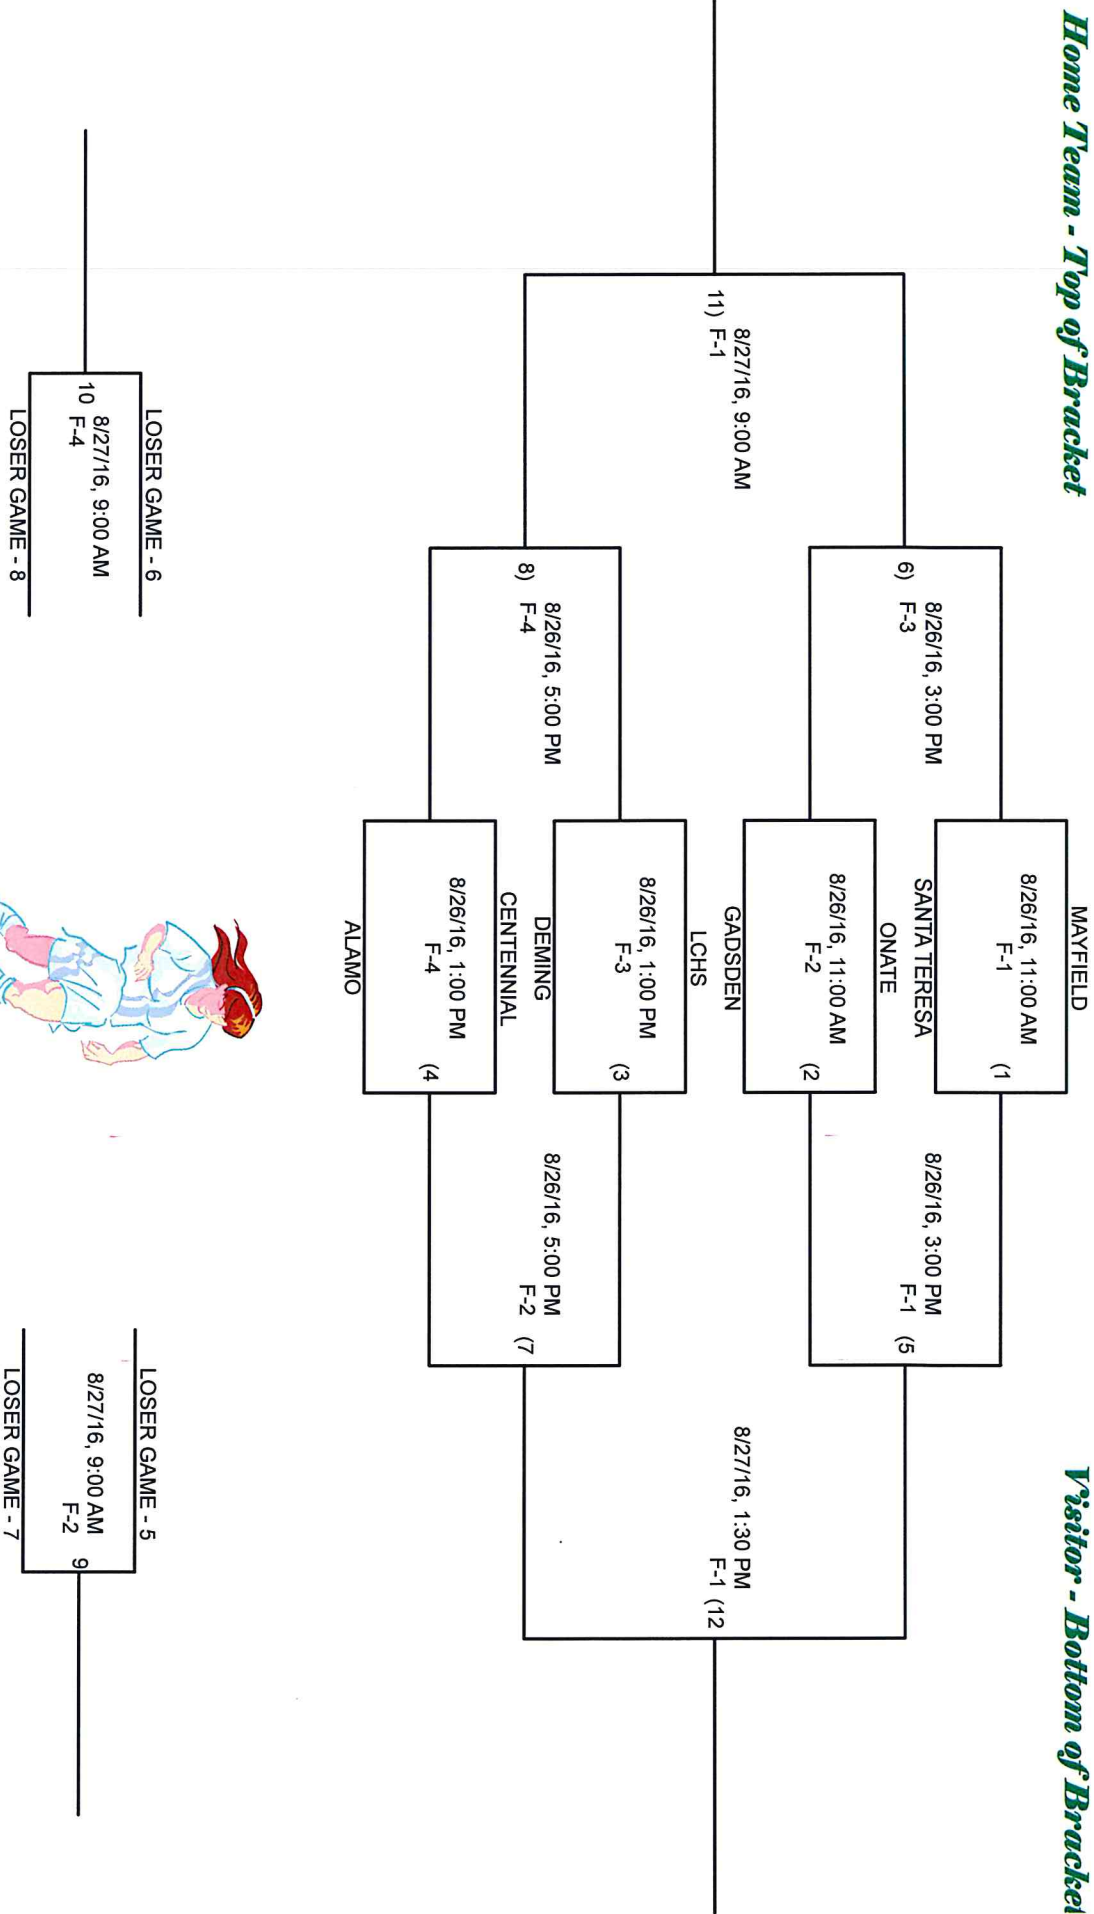 Home Team - Top of Bracket
Visitor - Bottom of Bracket
MAYFIELD
8/26/16, 11:00 AM
F-1
(1
SANTA TERESA
8/26/16, 3:00 PM
6) F-3
8/26/16, 3:00 PM
F-1 (5
ONATE
8/26/16, 11:00 AM
F-2
(2
GADSDEN
8/27/16, 9:00 AM
11) F-1
8/27/16, 1:30 PM
F-1 (12
LCHS
8/26/16, 1:00 PM
F-3
(3
DEMING
8/26/16, 5:00 PM
8) F-4
8/26/16, 5:00 PM
F-2 (7
CENTENNIAL
8/26/16, 1:00 PM
F-4
(4
ALAMO
LOSER GAME - 6
8/27/16, 9:00 AM
10 F-4
LOSER GAME - 8
LOSER GAME - 5
8/27/16, 9:00 AM
F-2 9
LOSER GAME - 7